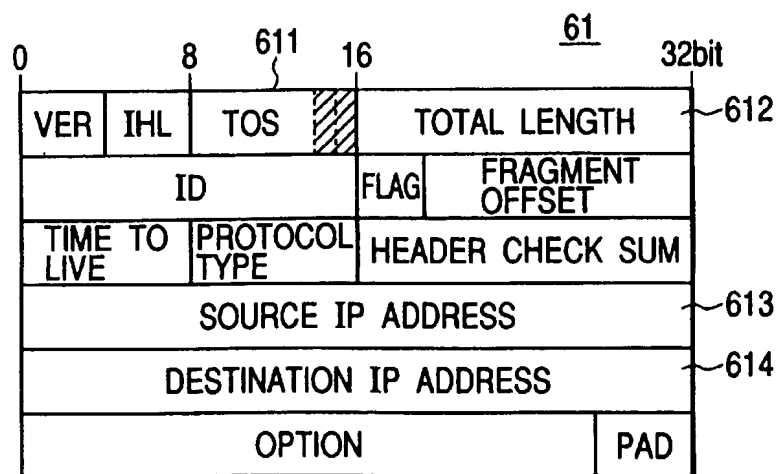 61
0 8 611 16 32bit
VER IHL TOS TOTAL LENGTH 612
ID FLAG FRAGMENT OFFSET
TIME TO LIVE PROTOCOL TYPE HEADER CHECK SUM
SOURCE IP ADDRESS 613
DESTINATION IP ADDRESS 614
OPTION PAD